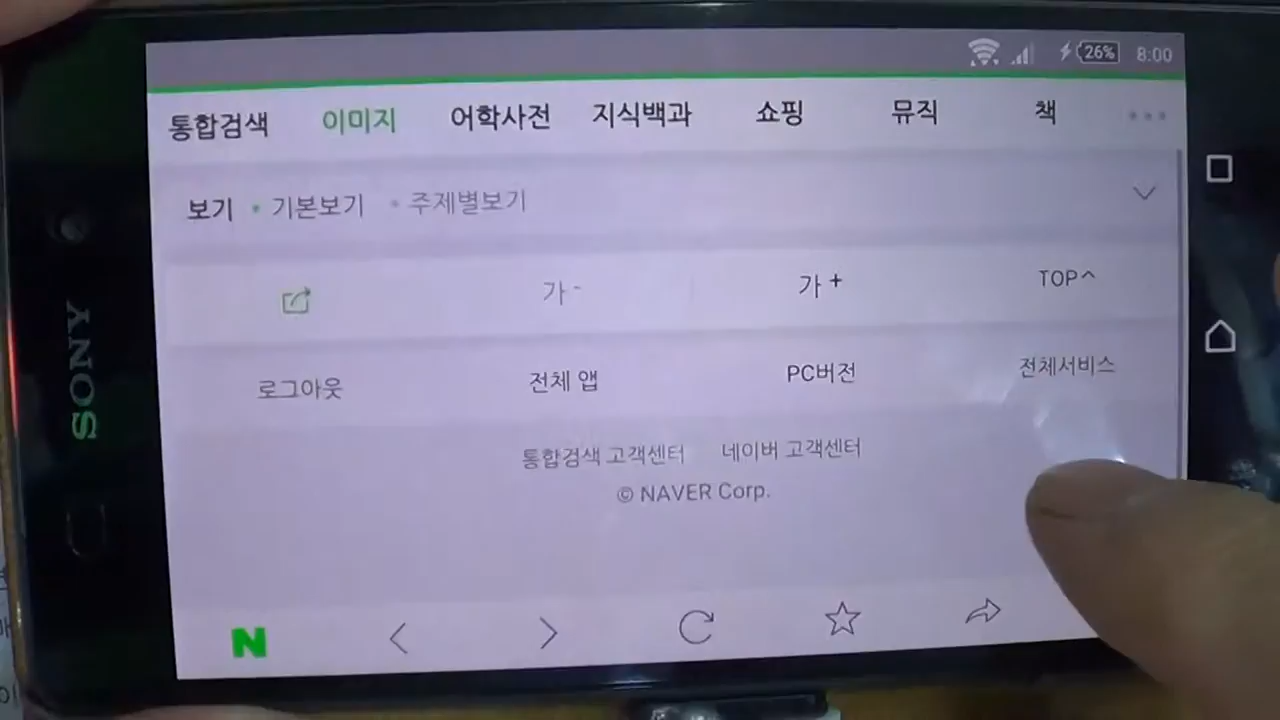 26% 8:00
통합검색 이미지 어학사전 지식백과 쇼핑 뮤직 책
보기 기본보기 주제별보기
가- 가+ TOP^
로그아웃 전체 앱 PC버전 전체서비스
통합검색 고객센터 네이버 고객센터
© NAVER Corp.
N
SONY